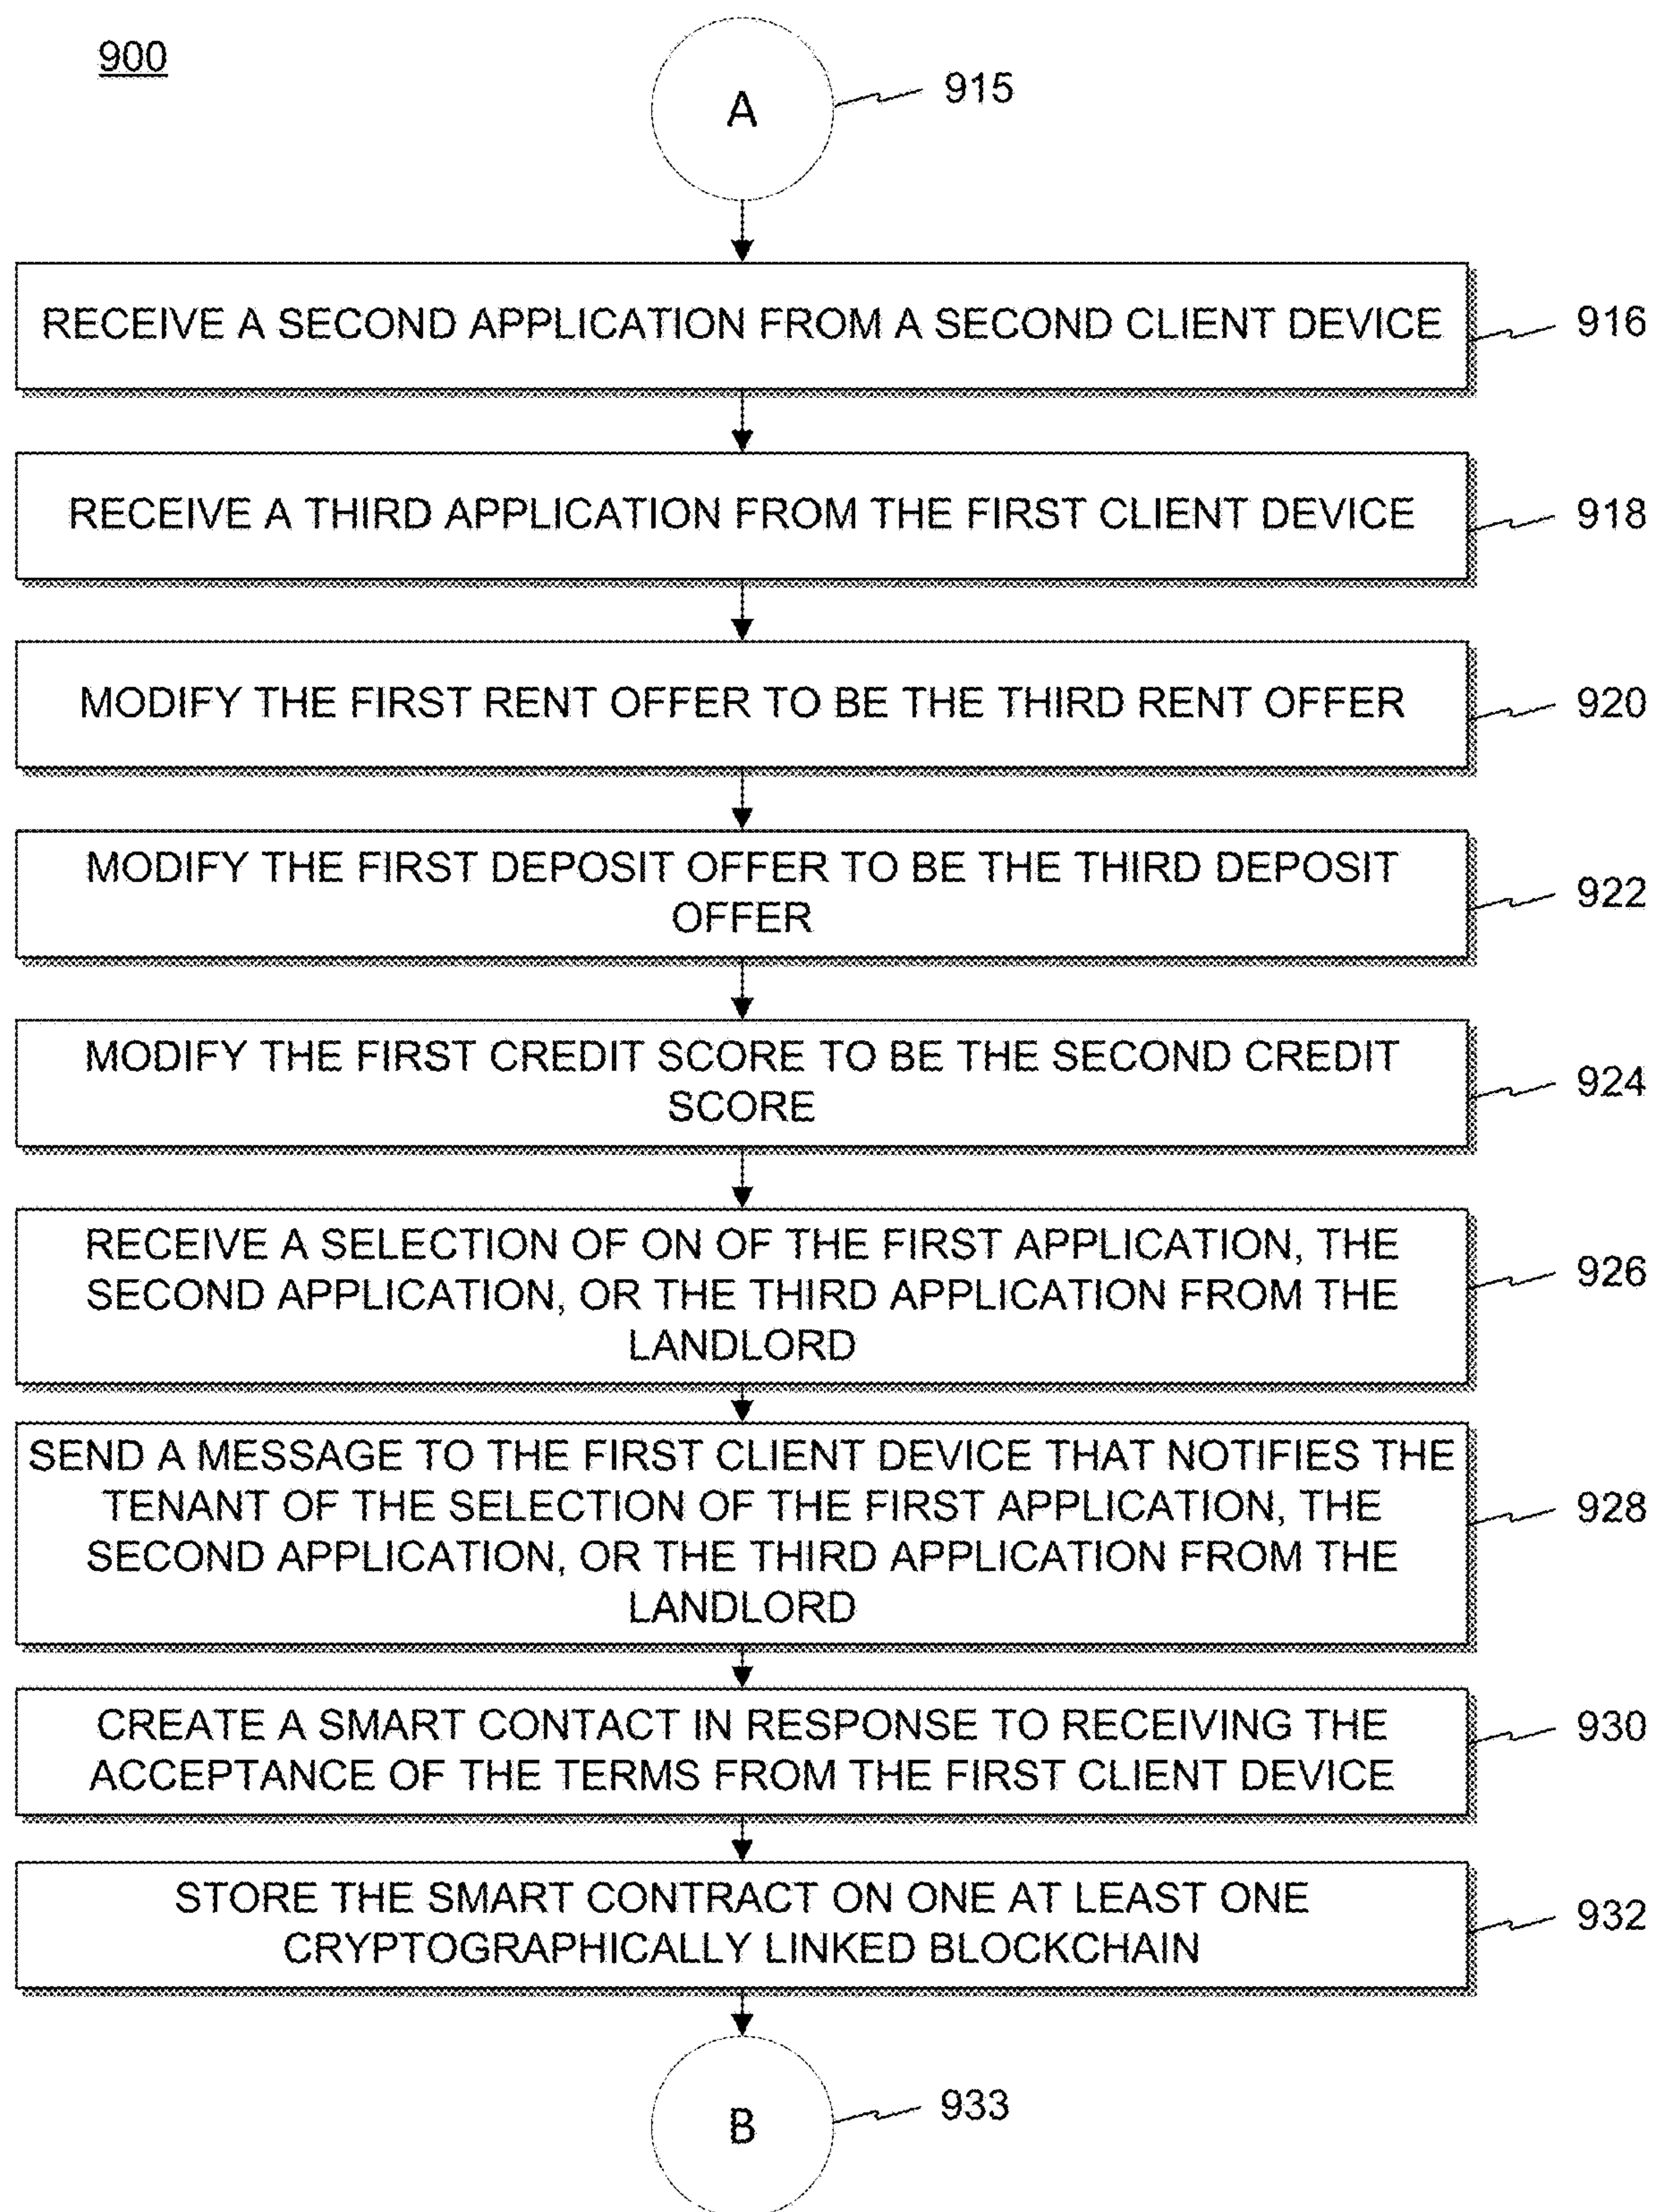 900
A
915
RECEIVE A SECOND APPLICATION FROM A SECOND CLIENT DEVICE
916
RECEIVE A THIRD APPLICATION FROM THE FIRST CLIENT DEVICE
918
MODIFY THE FIRST RENT OFFER TO BE THE THIRD RENT OFFER
920
MODIFY THE FIRST DEPOSIT OFFER TO BE THE THIRD DEPOSIT
OFFER
922
MODIFY THE FIRST CREDIT SCORE TO BE THE SECOND CREDIT
SCORE
924
RECEIVE A SELECTION OF ON OF THE FIRST APPLICATION, THE
SECOND APPLICATION, OR THE THIRD APPLICATION FROM THE
LANDLORD
926
SEND A MESSAGE TO THE FIRST CLIENT DEVICE THAT NOTIFIES THE
TENANT OF THE SELECTION OF THE FIRST APPLICATION, THE
SECOND APPLICATION, OR THE THIRD APPLICATION FROM THE
LANDLORD
928
CREATE A SMART CONTACT IN RESPONSE TO RECEIVING THE
ACCEPTANCE OF THE TERMS FROM THE FIRST CLIENT DEVICE
930
STORE THE SMART CONTRACT ON ONE AT LEAST ONE
CRYPTOGRAPHICALLY LINKED BLOCKCHAIN
932
B
933